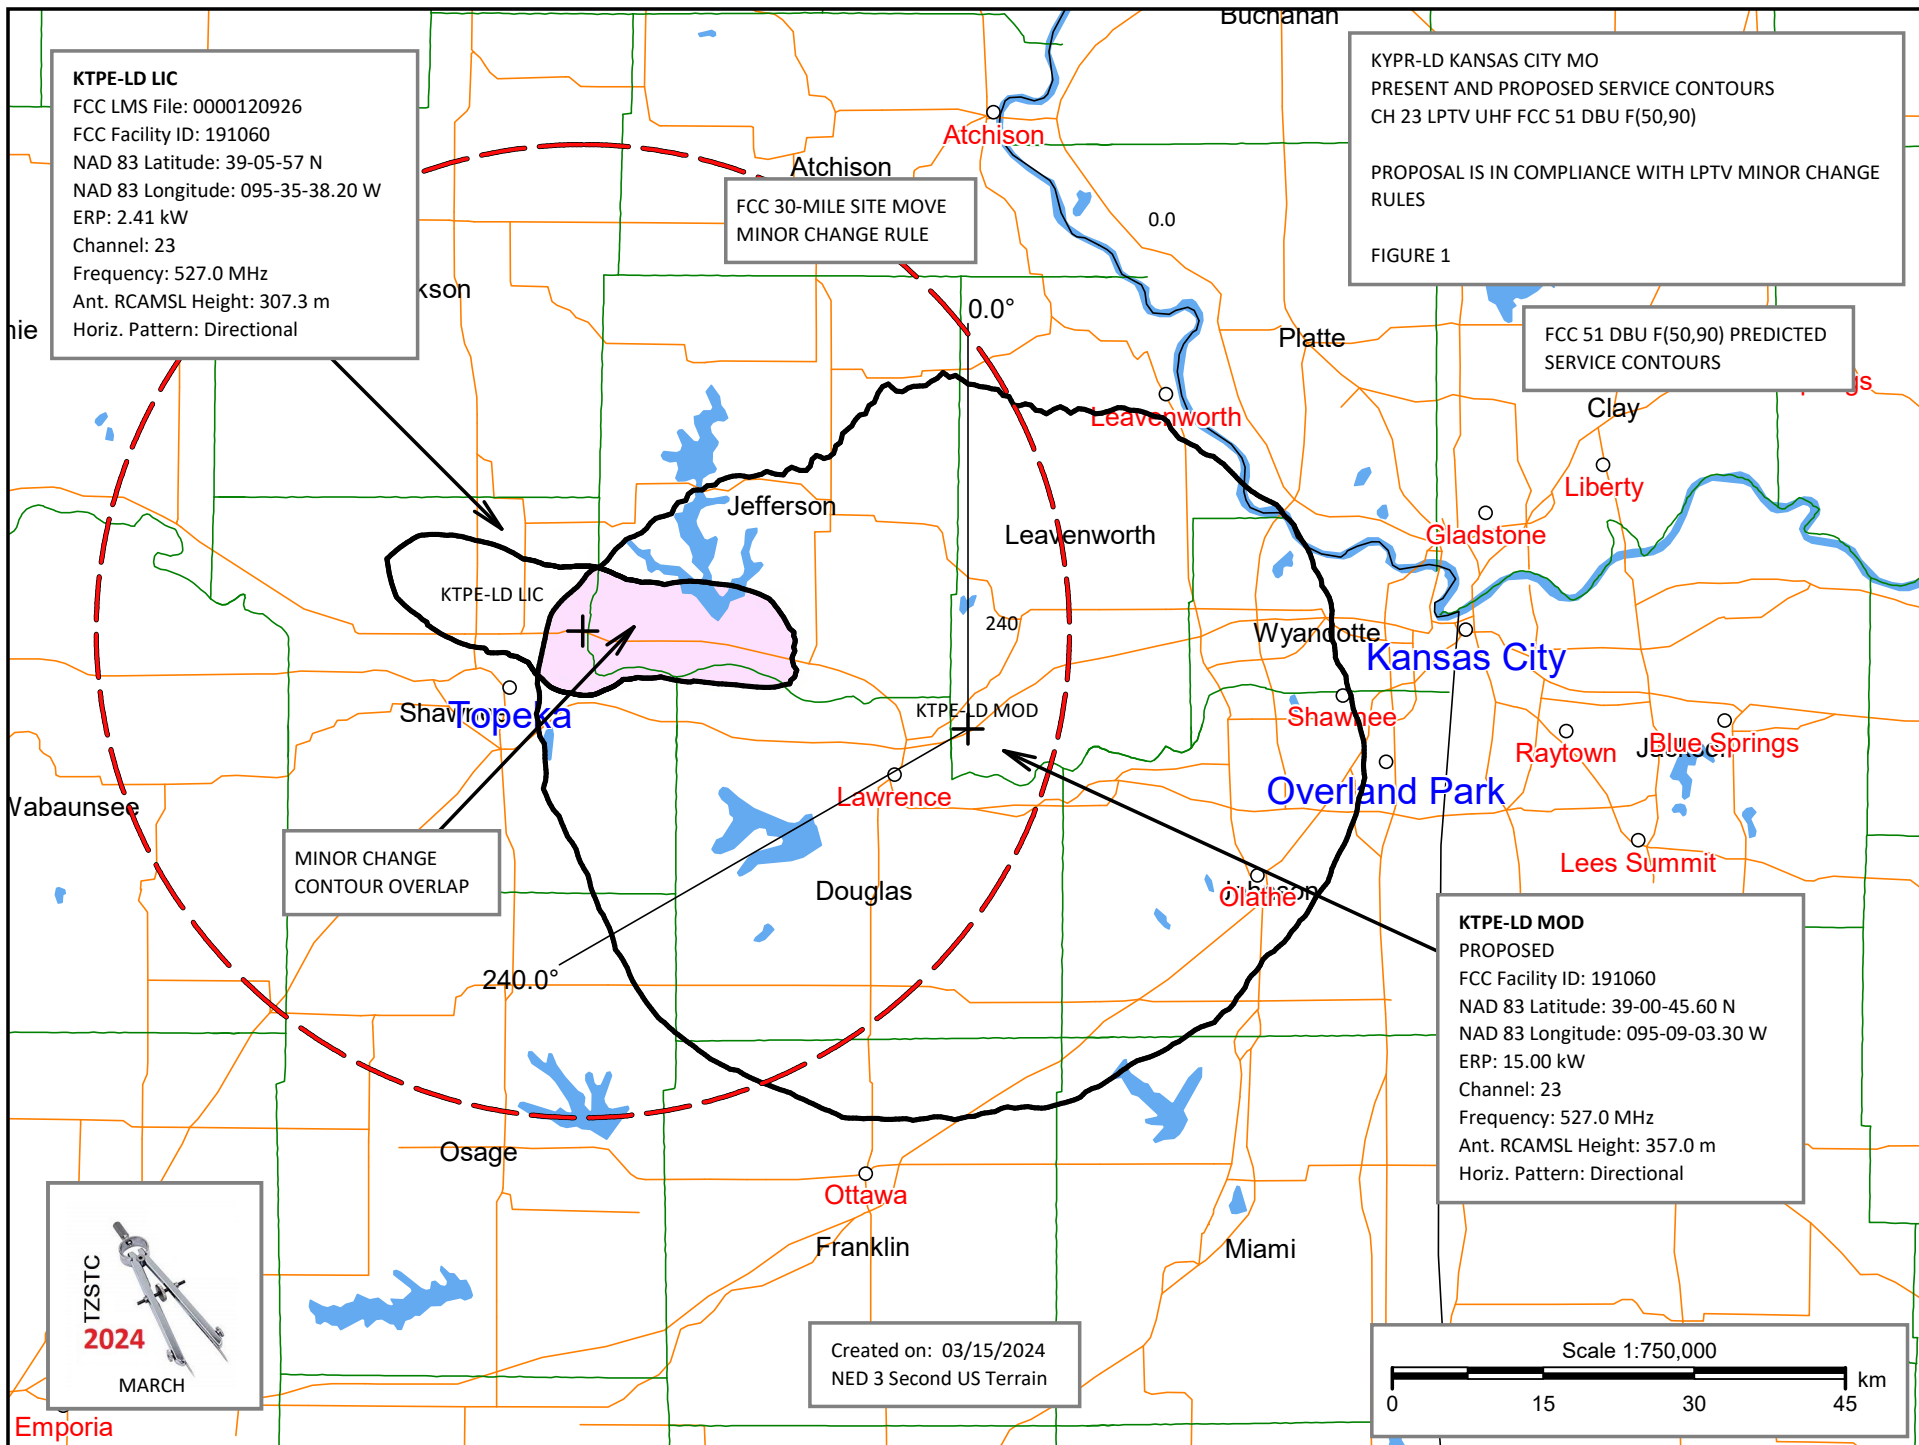 Buchanan
KTPE-LD LIC
FCC LMS File: 0000120926
FCC Facility ID: 191060
NAD 83 Latitude: 39-05-57 N
NAD 83 Longitude: 095-35-38.20 W
ERP: 2.41 kW
Channel: 23
Frequency: 527.0 MHz
Ant. RCAMSL Height: 307.3 m
Horiz. Pattern: Directional
KYPR-LD KANSAS CITY MO
PRESENT AND PROPOSED SERVICE CONTOURS
CH 23 LPTV UHF FCC 51 DBU F(50,90)
PROPOSAL IS IN COMPLIANCE WITH LPTV MINOR CHANGE
RULES
FIGURE 1
Atchison
Atchison
FCC 30-MILE SITE MOVE
MINOR CHANGE RULE
0.0
kson
nie
0.0°
Platte
FCC 51 DBU F(50,90) PREDICTED
SERVICE CONTOURS
gs
Clay
Leavenworth
Liberty
Jefferson
Leavenworth
Gladstone
KTPE-LD LIC
240
Wyandotte
Kansas City
Shawnee
Topeka
KTPE-LD MOD
Shawnee
Raytown
Jackson
Blue Springs
Lawrence
Overland Park
Wabaunsee
MINOR CHANGE
CONTOUR OVERLAP
Lees Summit
Douglas
Johnson
Olathe
240.0°
KTPE-LD MOD
PROPOSED
FCC Facility ID: 191060
NAD 83 Latitude: 39-00-45.60 N
NAD 83 Longitude: 095-09-03.30 W
ERP: 15.00 kW
Channel: 23
Frequency: 527.0 MHz
Ant. RCAMSL Height: 357.0 m
Horiz. Pattern: Directional
Osage
Ottawa
Franklin
Miami
TZSTC
2024
MARCH
Emporia
Created on: 03/15/2024
NED 3 Second US Terrain
Scale 1:750,000
km
0 15 30 45